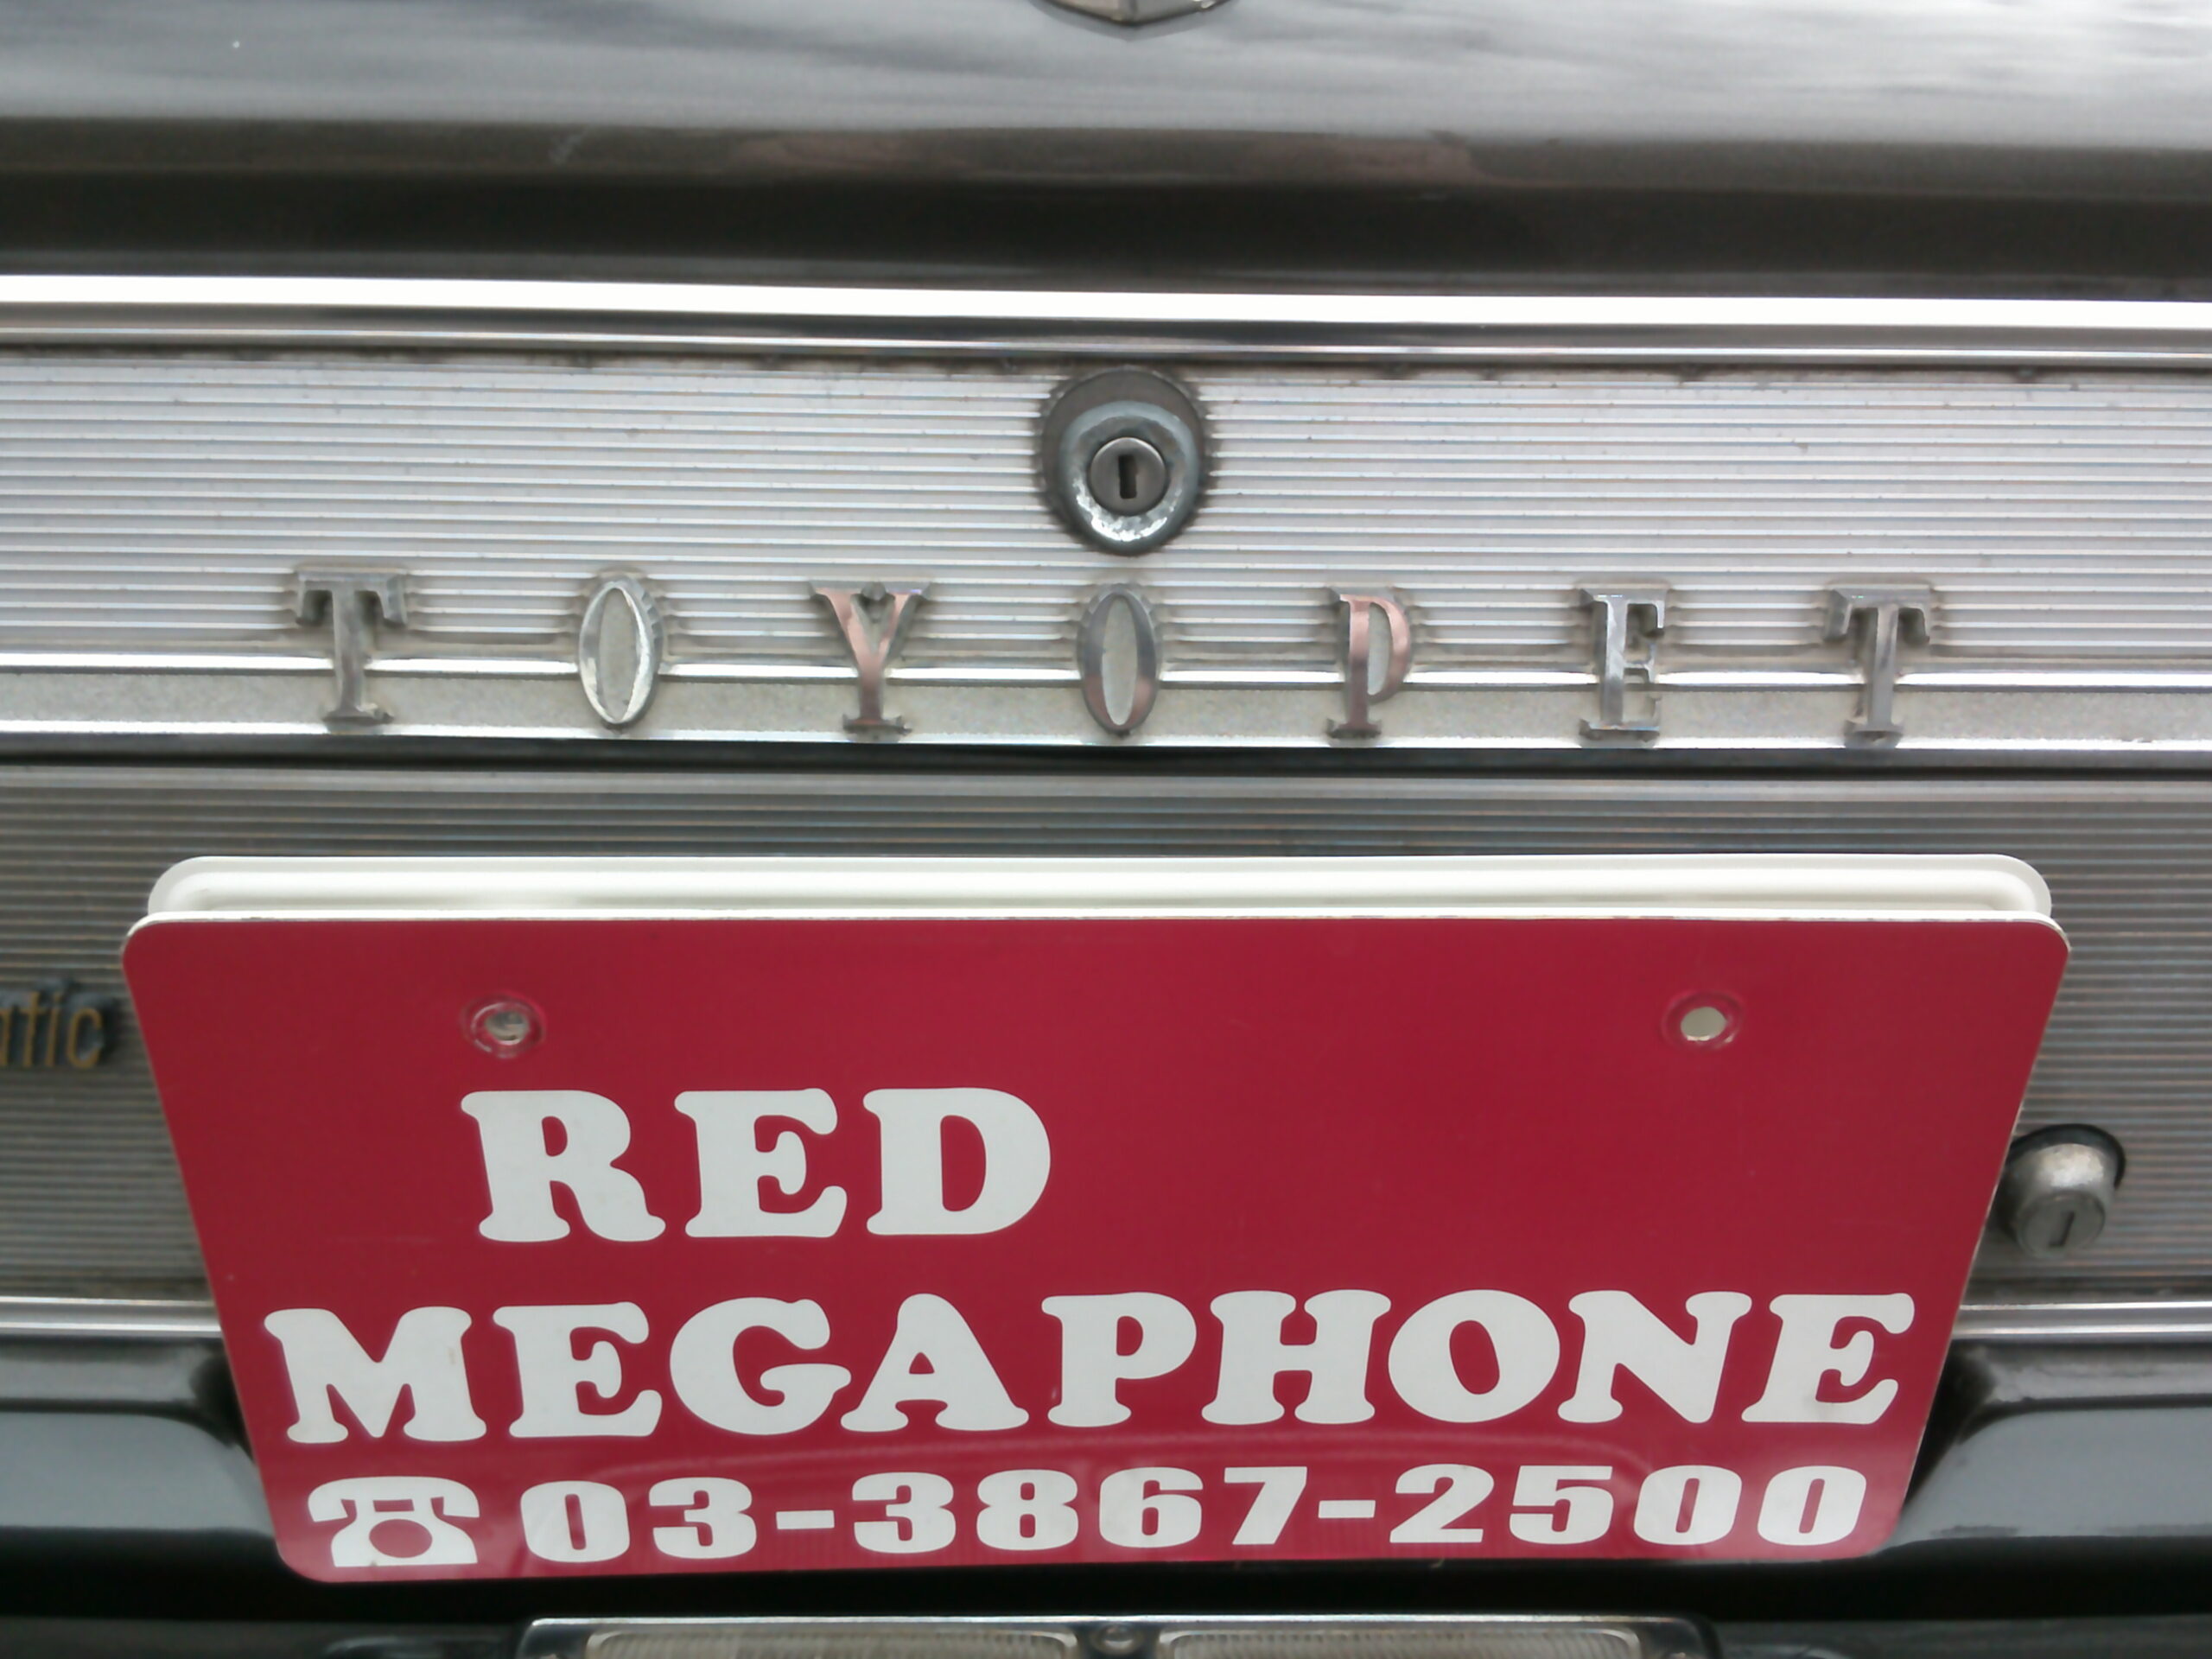 TOYOPET
RED
MEGAPHONE
☎03-3867-2500